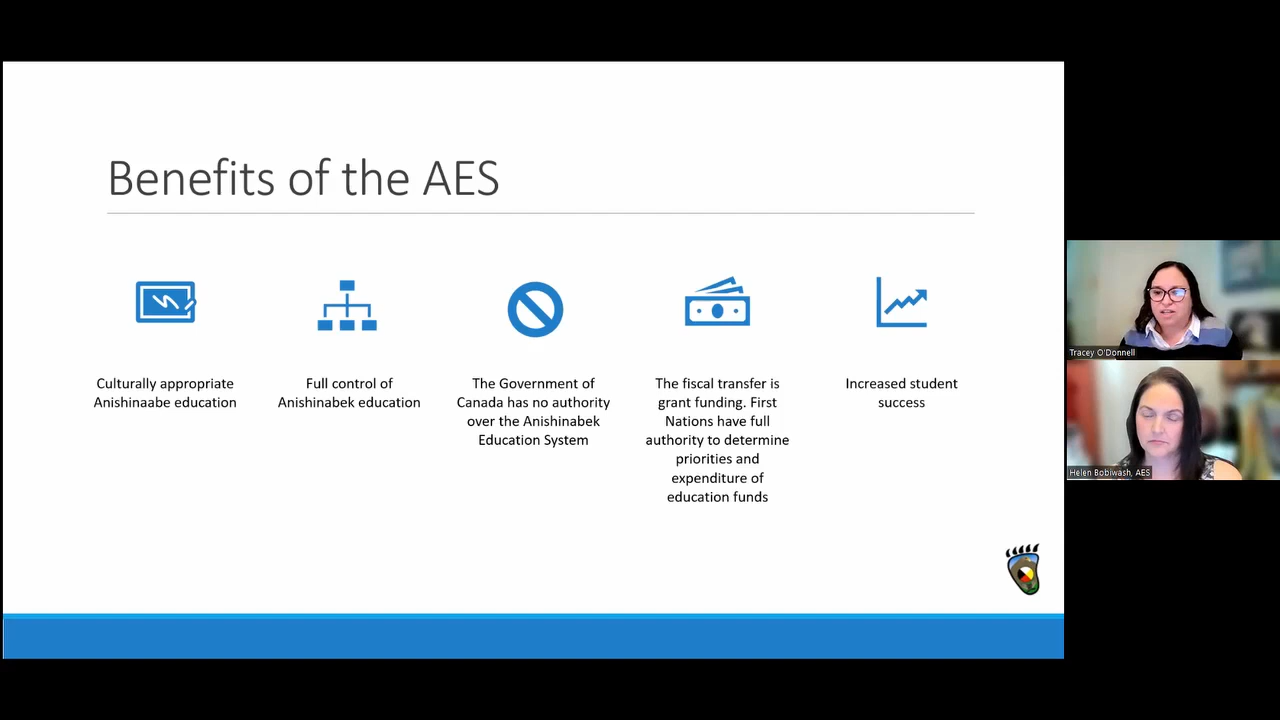 Benefits of the AES
Culturally appropriate
Anishinaabe education
Full control of
Anishinabek education
The Government of
Canada has no authority
over the Anishinabek
Education System
The fiscal transfer is
grant funding. First
Nations have full
authority to determine
priorities and
expenditure of
education funds
Increased student
success
Tracey O'Donnell
Helen Bobiwash, AES